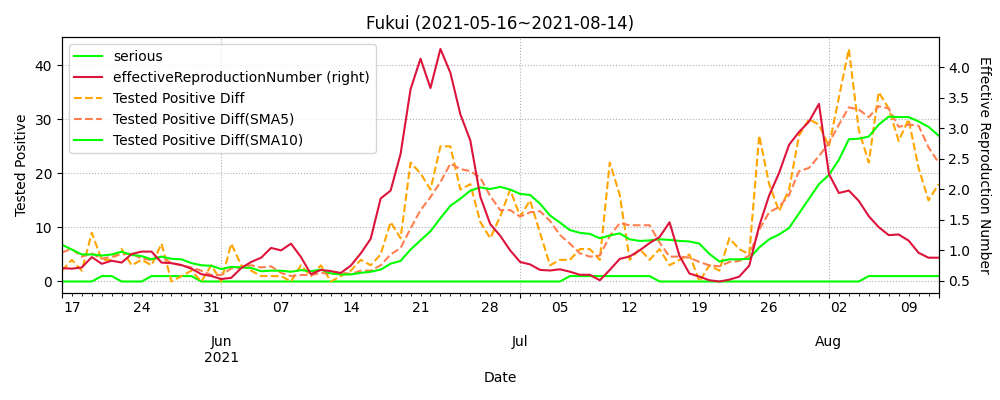 Fukui (2021-05-16~2021-08-14)
serious
effectiveReproductionNumber (right)
Tested Positive Diff
Tested Positive Diff(SMA5)
Tested Positive Diff(SMA10)
Tested Positive
40
30
20
10
0
4.0
3.5
3.0
2.5
2.0
1.5
1.0
0.5
Effective Reproduction Number
17 24 31 07 14 21 28 05 12 19 26 02 09
Jun Jul Aug
2021
Date